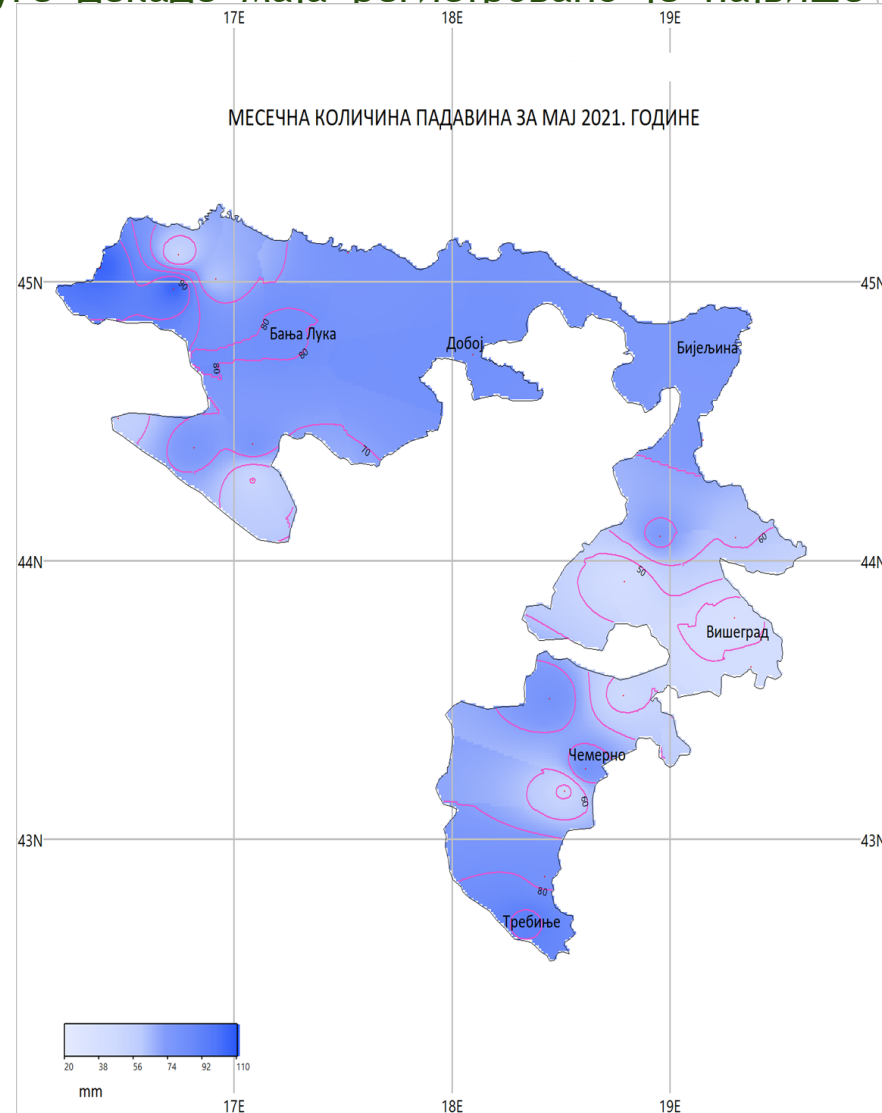 17E 18E 19E
МЕСЕЧНА КОЛИЧИНА ПАДАВИНА ЗА МАЈ 2021. ГОДИНЕ
45N 45N
90
80
Бања Лука
80
80
Добој
Бијељина
70
60
44N 44N
50
Вишеград
Чемерно
60
43N 43N
80
Требиње
20 38 56 74 92 110
mm
17E 18E 19E